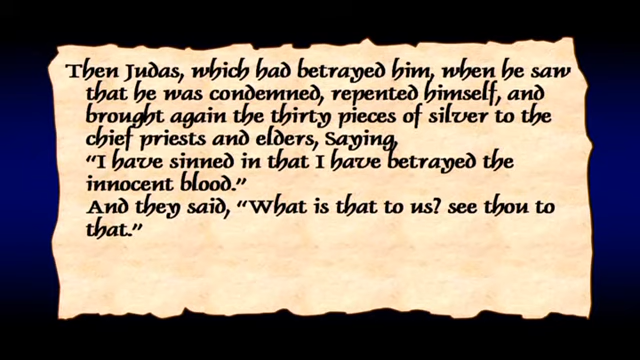 Then Judas, which had betrayed him, when he saw
that he was condemned, repented himself, and
brought again the thirty pieces of silver to the
chief priests and elders, Saying,
“I have sinned in that I have betrayed the
innocent blood.”
And they said, “What is that to us? see thou to
that.”